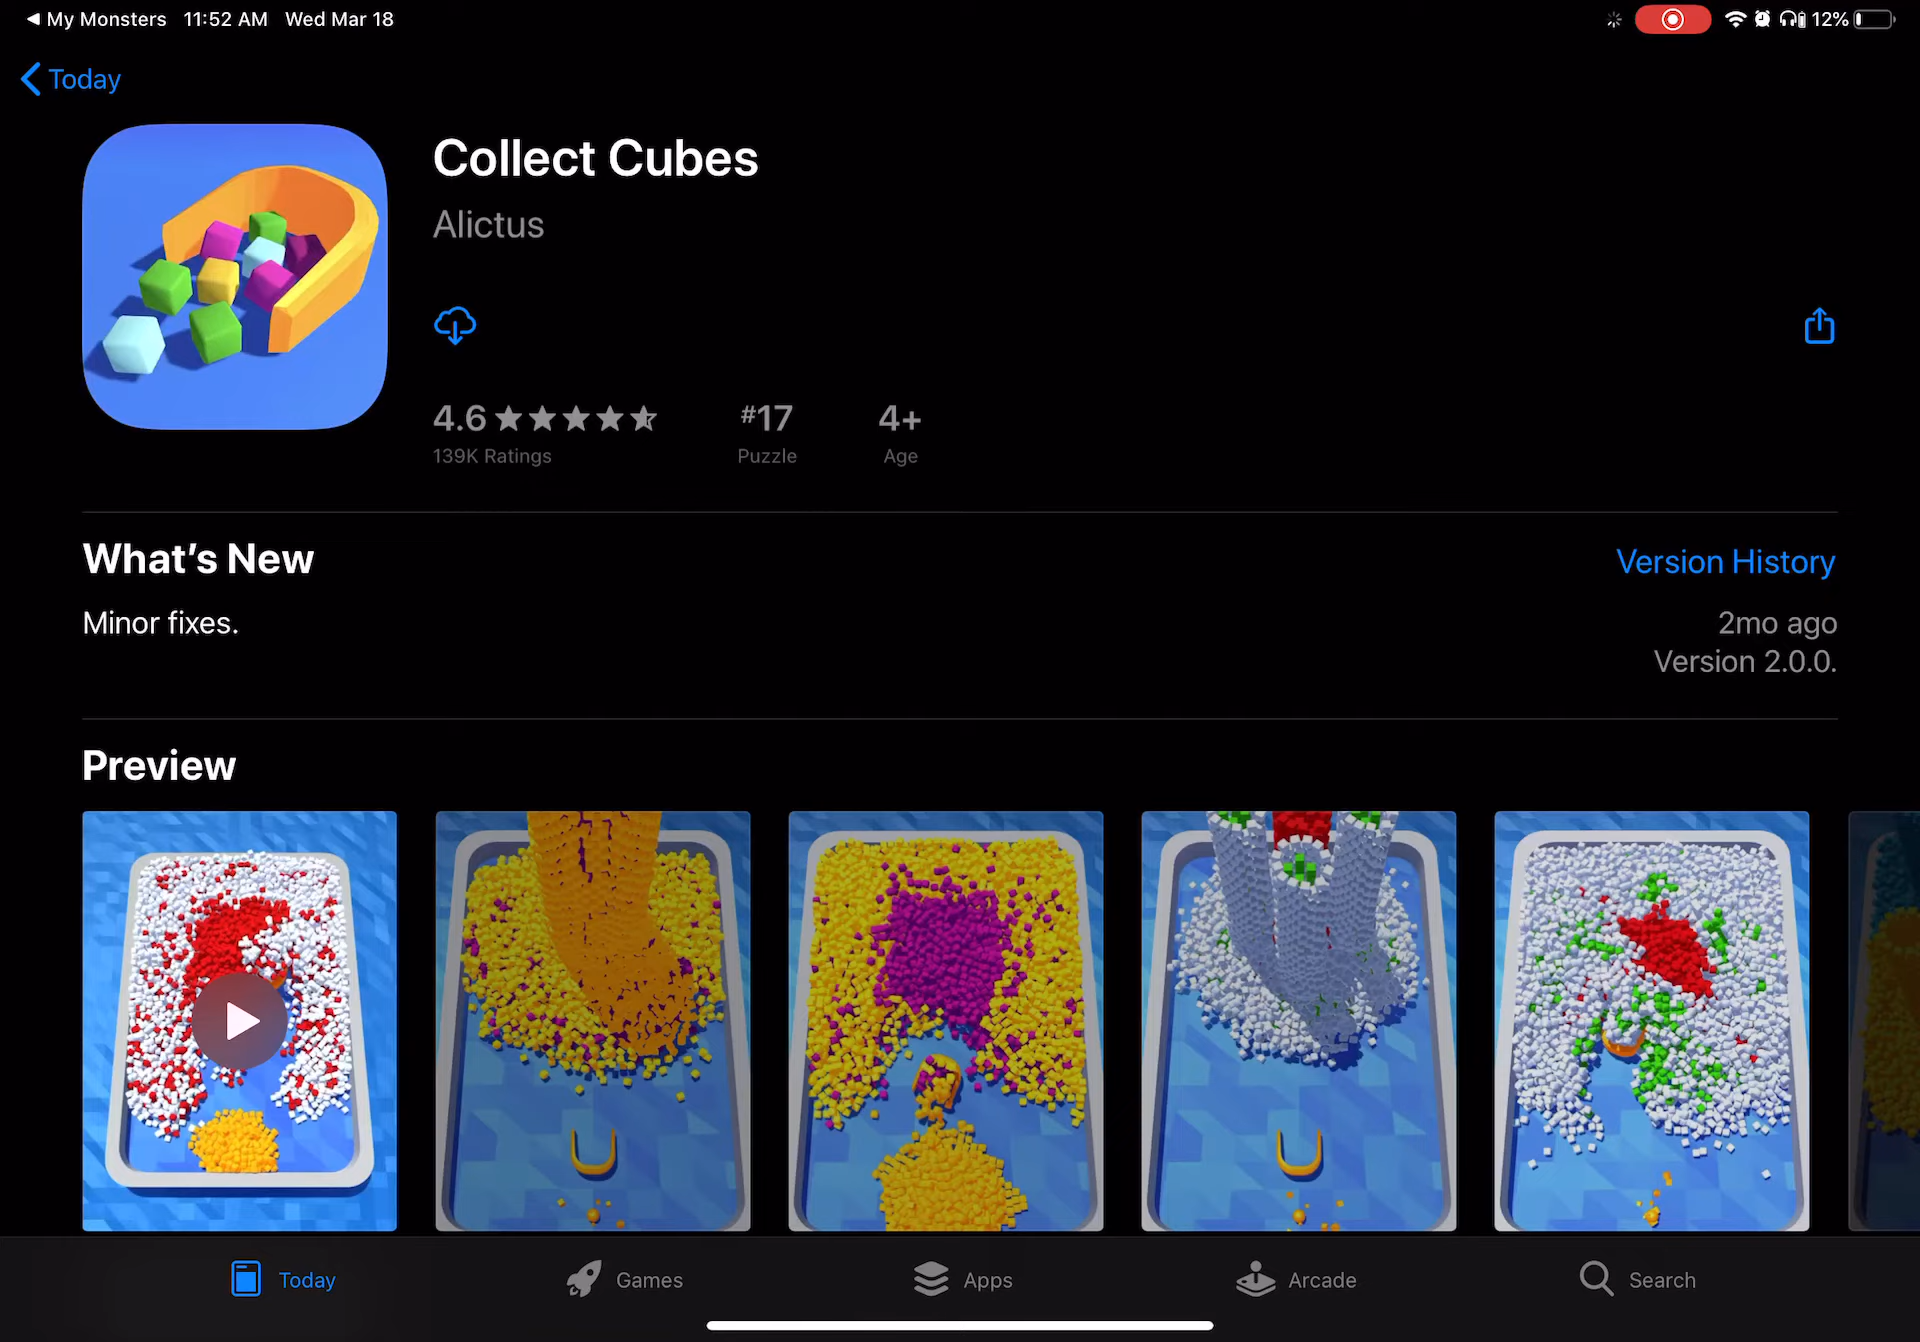 My Monsters 11:52 AM Wed Mar 18
12%
Today
Collect Cubes
Alictus
4.6
139K Ratings
#17
Puzzle
4+
Age
What's New
Version History
Minor fixes.
2mo ago
Version 2.0.0.
Preview
Today
Games
Apps
Arcade
Search